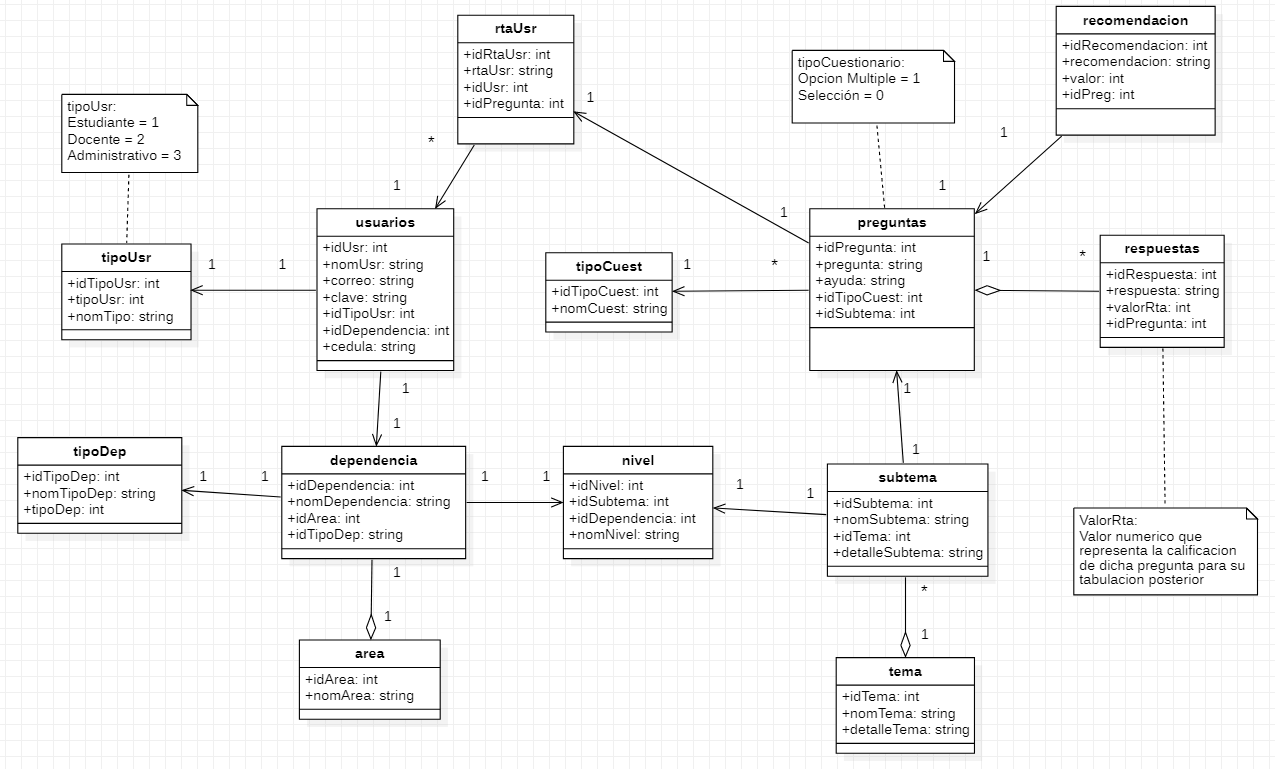 rtaUsr
+idRtaUsr: int
+rtaUsr: string
+idUsr: int
+idPregunta: int
recomendacion
+idRecomendacion: int
+recomendacion: string
+valor: int
+idPreg: int
tipoCuestionario:
Opcion Multiple = 1
Selección = 0
tipoUsr:
Estudiante = 1
Docente = 2
Administrativo = 3
1
*
1
1
1
1
usuarios
+idUsr: int
+nomUsr: string
+correo: string
+clave: string
+idTipoUsr: int
+idDependencia: int
+cedula: string
preguntas
+idPregunta: int
+pregunta: string
+ayuda: string
+idTipoCuest: int
+idSubtema: int
tipoUsr
+idTipoUsr: int
+tipoUsr: int
+nomTipo: string
1
1
tipoCuest
+idTipoCuest: int
+nomCuest: string
1
*
1
*
respuestas
+idRespuesta: int
+respuesta: string
+valorRta: int
+idPregunta: int
1
1
1
1
tipoDep
+idTipoDep: int
+nomTipoDep: string
+tipoDep: int
1
1
dependencia
+idDependencia: int
+nomDependencia: string
+idArea: int
+idTipoDep: string
1
1
nivel
+idNivel: int
+idSubtema: int
+idDependencia: int
+nomNivel: string
1
1
subtema
+idSubtema: int
+nomSubtema: string
+idTema: int
+detalleSubtema: string
ValorRta:
Valor numerico que
representa la calificacion
de dicha pregunta para su
tabulacion posterior
1
1
*
1
area
+idArea: int
+nomArea: string
tema
+idTema: int
+nomTema: string
+detalleTema: string